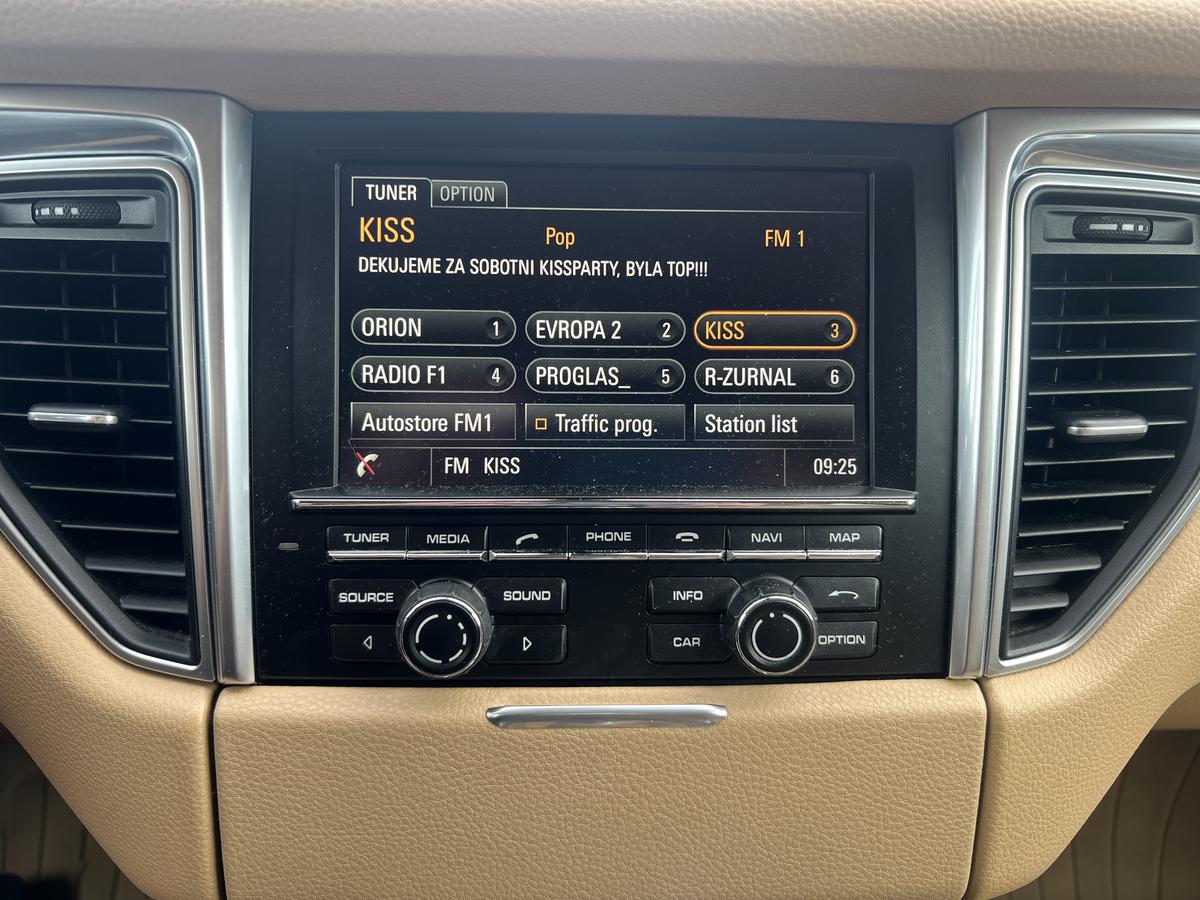 TUNER OPTION
KISS Pop FM 1
DEKUJEME ZA SOBOTNI KISSPARTY, BYLA TOP!!!
ORION 1 EVROPA 2 2 KISS 3
RADIO F1 4 PROGLAS_ 5 R-ZURNAL 6
Autostore FM1 Traffic prog. Station list
FM KISS 09:25
TUNER MEDIA PHONE NAVI MAP
SOURCE SOUND INFO
CAR OPTION